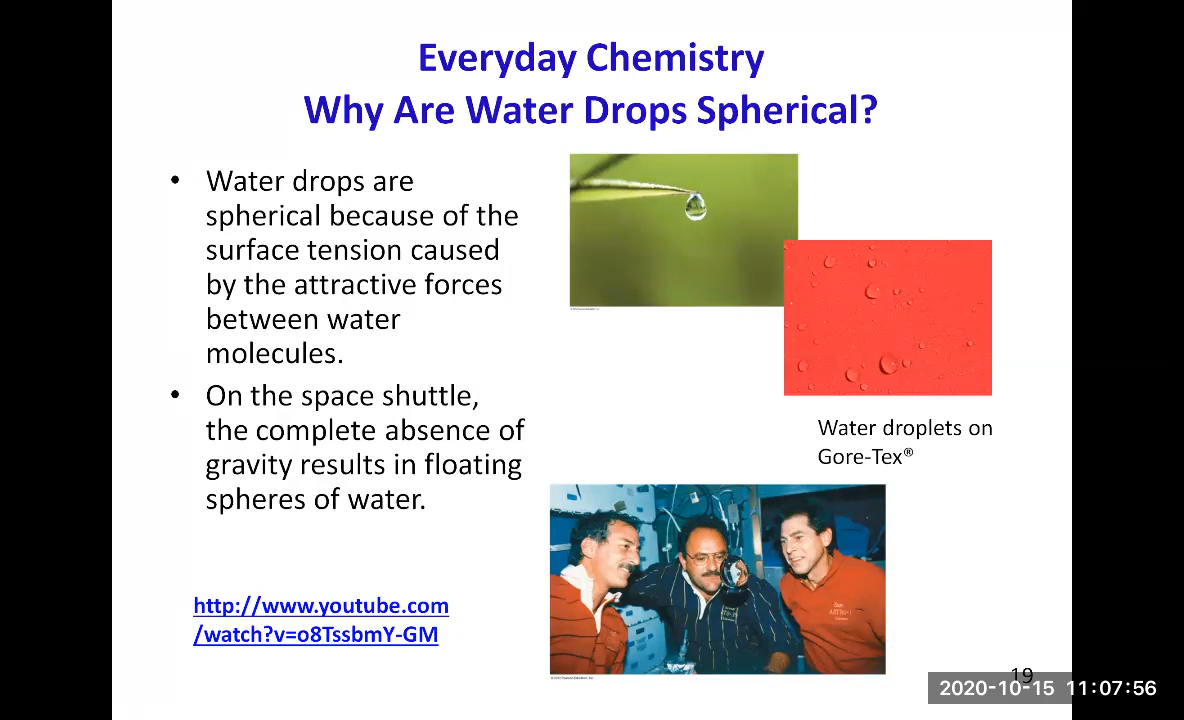 Everyday Chemistry
Why Are Water Drops Spherical?
• Water drops are
spherical because of the
surface tension caused
by the attractive forces
between water
molecules.
• On the space shuttle,
the complete absence of
gravity results in floating
spheres of water.
http://www.youtube.com
/watch?v=o8TssbmY-GM
Water droplets on
Gore-Tex®
19
2020-10-15 11:07:56